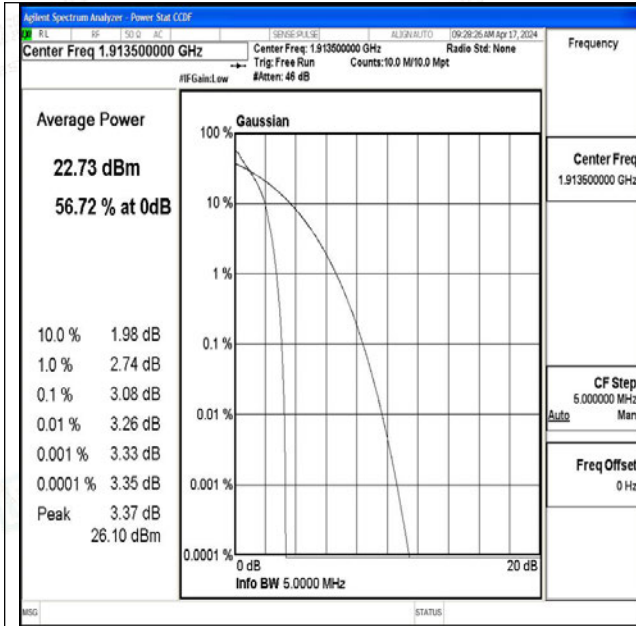 Agilent Spectrum Analyzer - Power Stat CCDF
RL RF 50 Ω AC SENSE:PULSE ALIGNAUTO 09:28:26 AM Apr 17, 2024
Center Freq 1.913500000 GHz
Center Freq: 1.913500000 GHz Radio Std: None
Trig: Free Run Counts:10.0 M/10.0 Mpt
#IFGain:Low #Atten: 46 dB
Frequency
Average Power
22.73 dBm
56.72 % at 0dB
10.0 % 1.98 dB
1.0 % 2.74 dB
0.1 % 3.08 dB
0.01 % 3.26 dB
0.001 % 3.33 dB
0.0001 % 3.35 dB
Peak 3.37 dB
26.10 dBm
Gaussian
100 %
10 %
1 %
0.1 %
0.01 %
0.001 %
0.0001 %
0 dB 20 dB
Info BW 5.0000 MHz
Center Freq
1.913500000 GHz
CF Step
5.000000 MHz
Auto Man
Freq Offset
0 Hz
MSG STATUS